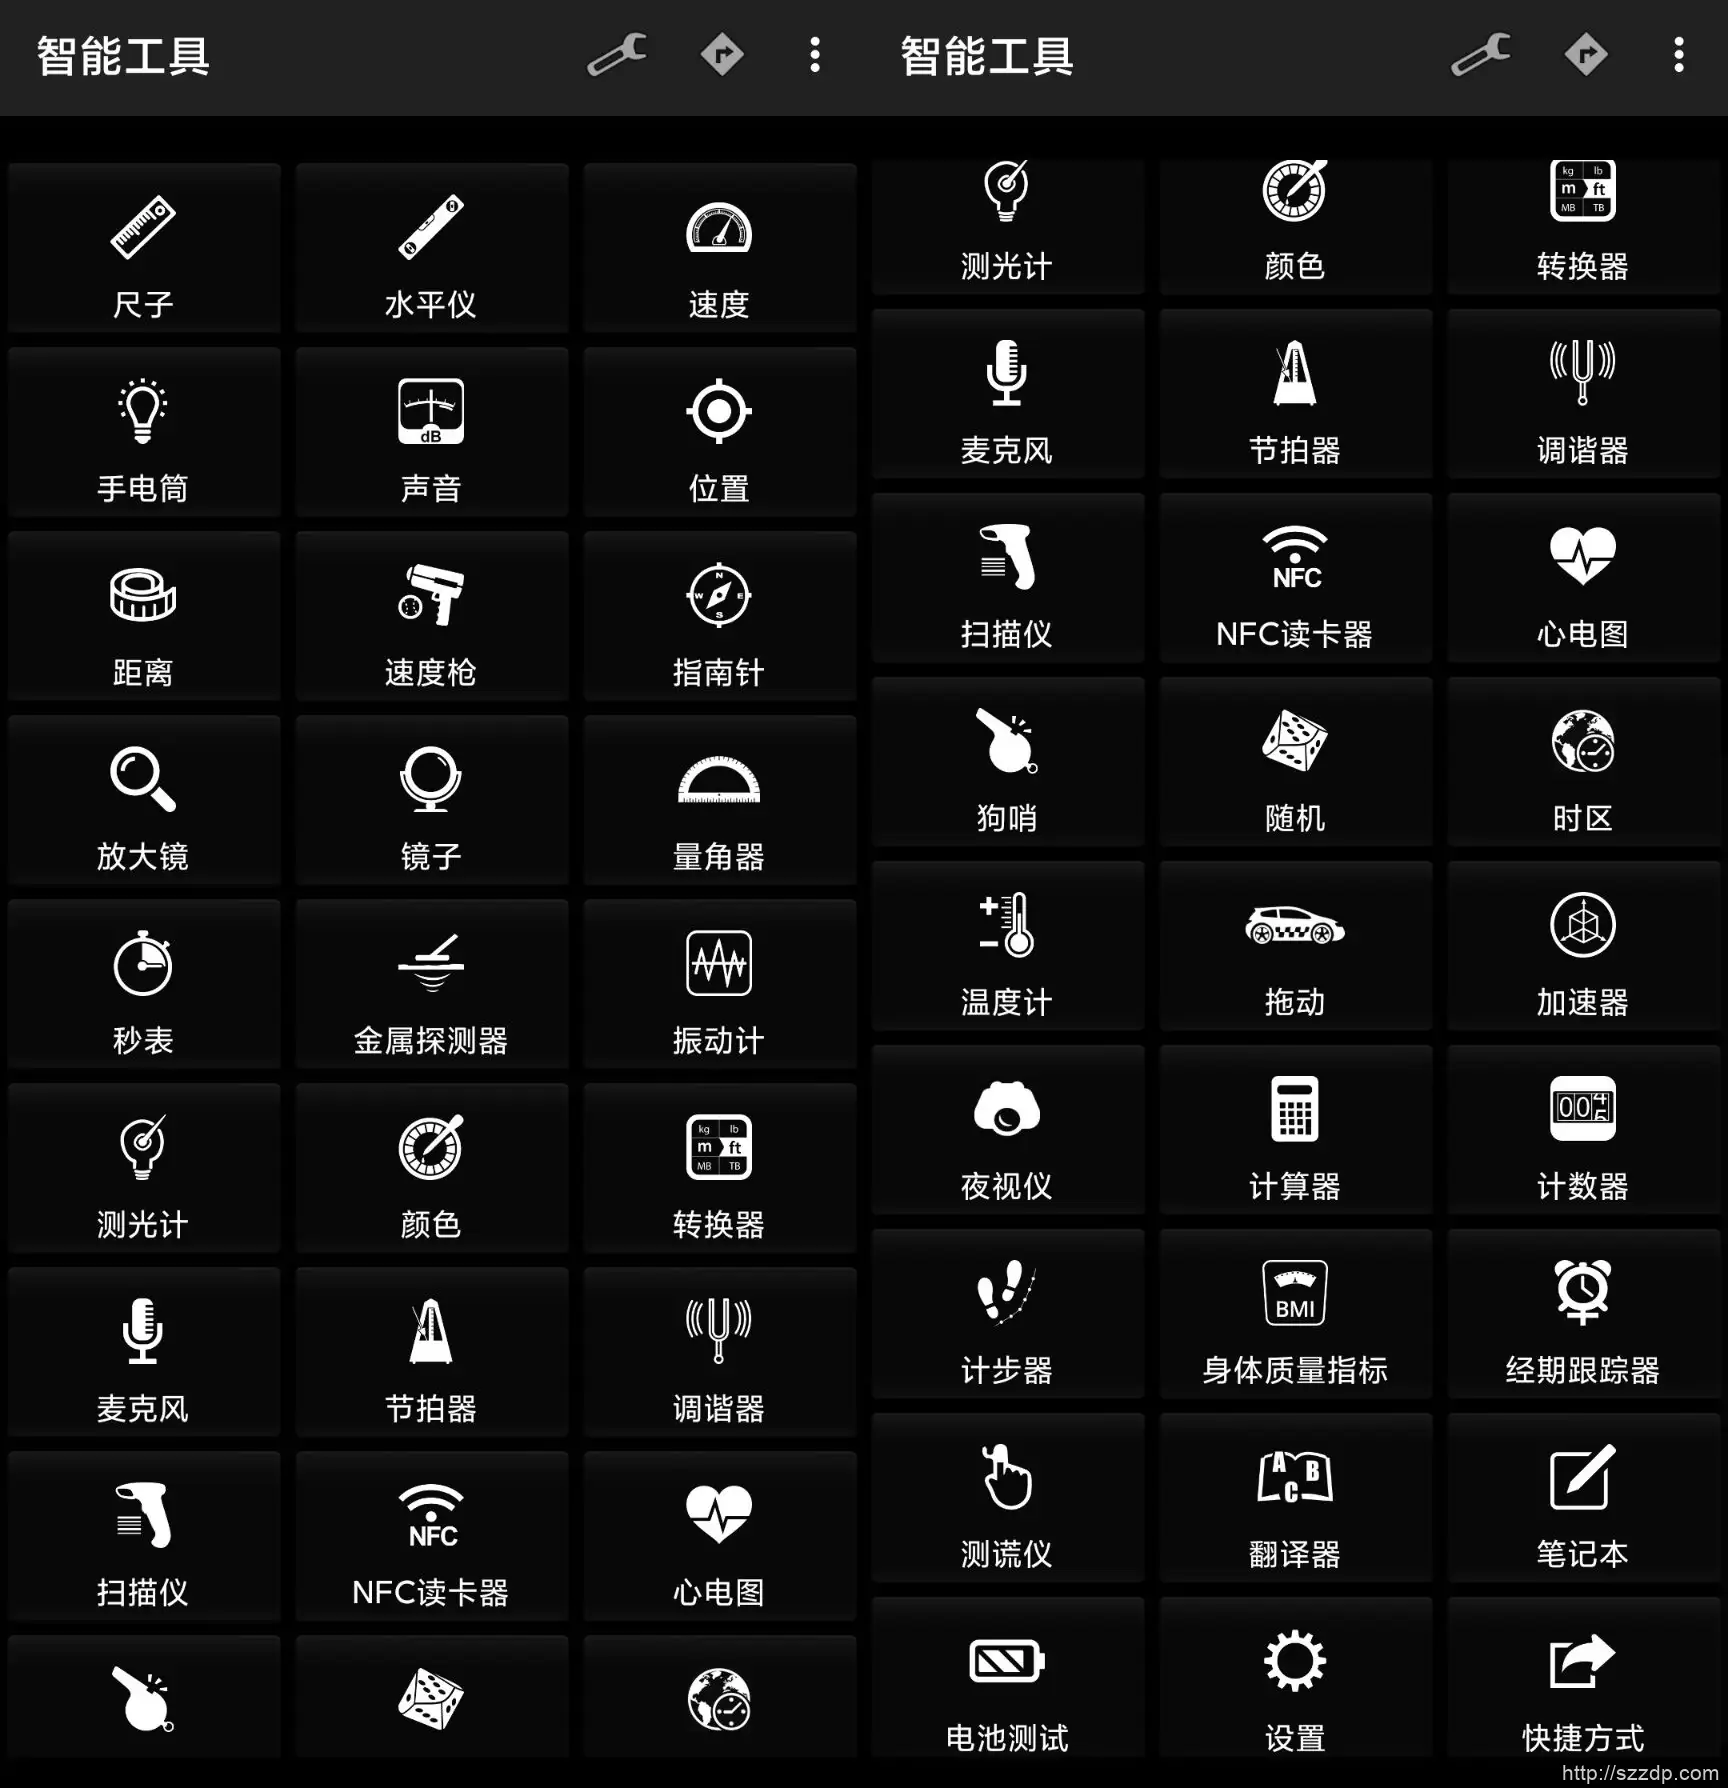 智能工具
尺子
水平仪
速度
手电筒
dB
声音
位置
距离
速度枪
N
W
E
S
指南针
放大镜
镜子
量角器
秒表
金属探测器
振动计
测光计
颜色
kg lb
m ft
MB TB
转换器
麦克风
节拍器
调谐器
扫描仪
NFC
NFC读卡器
心电图
智能工具
测光计
颜色
kg lb
m ft
MB TB
转换器
麦克风
节拍器
调谐器
扫描仪
NFC
NFC读卡器
心电图
狗哨
随机
时区
温度计
拖动
加速器
夜视仪
计算器
00
计数器
计步器
BMI
身体质量指标
经期跟踪器
测谎仪
A B
C
翻译器
笔记本
电池测试
设置
快捷方式
http://szzdp.com